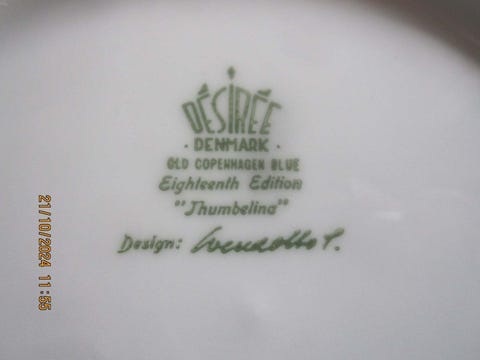 DÉSIRÉE
· DENMARK ·
OLD COPENHAGEN BLUE
Eighteenth Edition
"Thumbelina"
Design:
21/10/2024 11:55